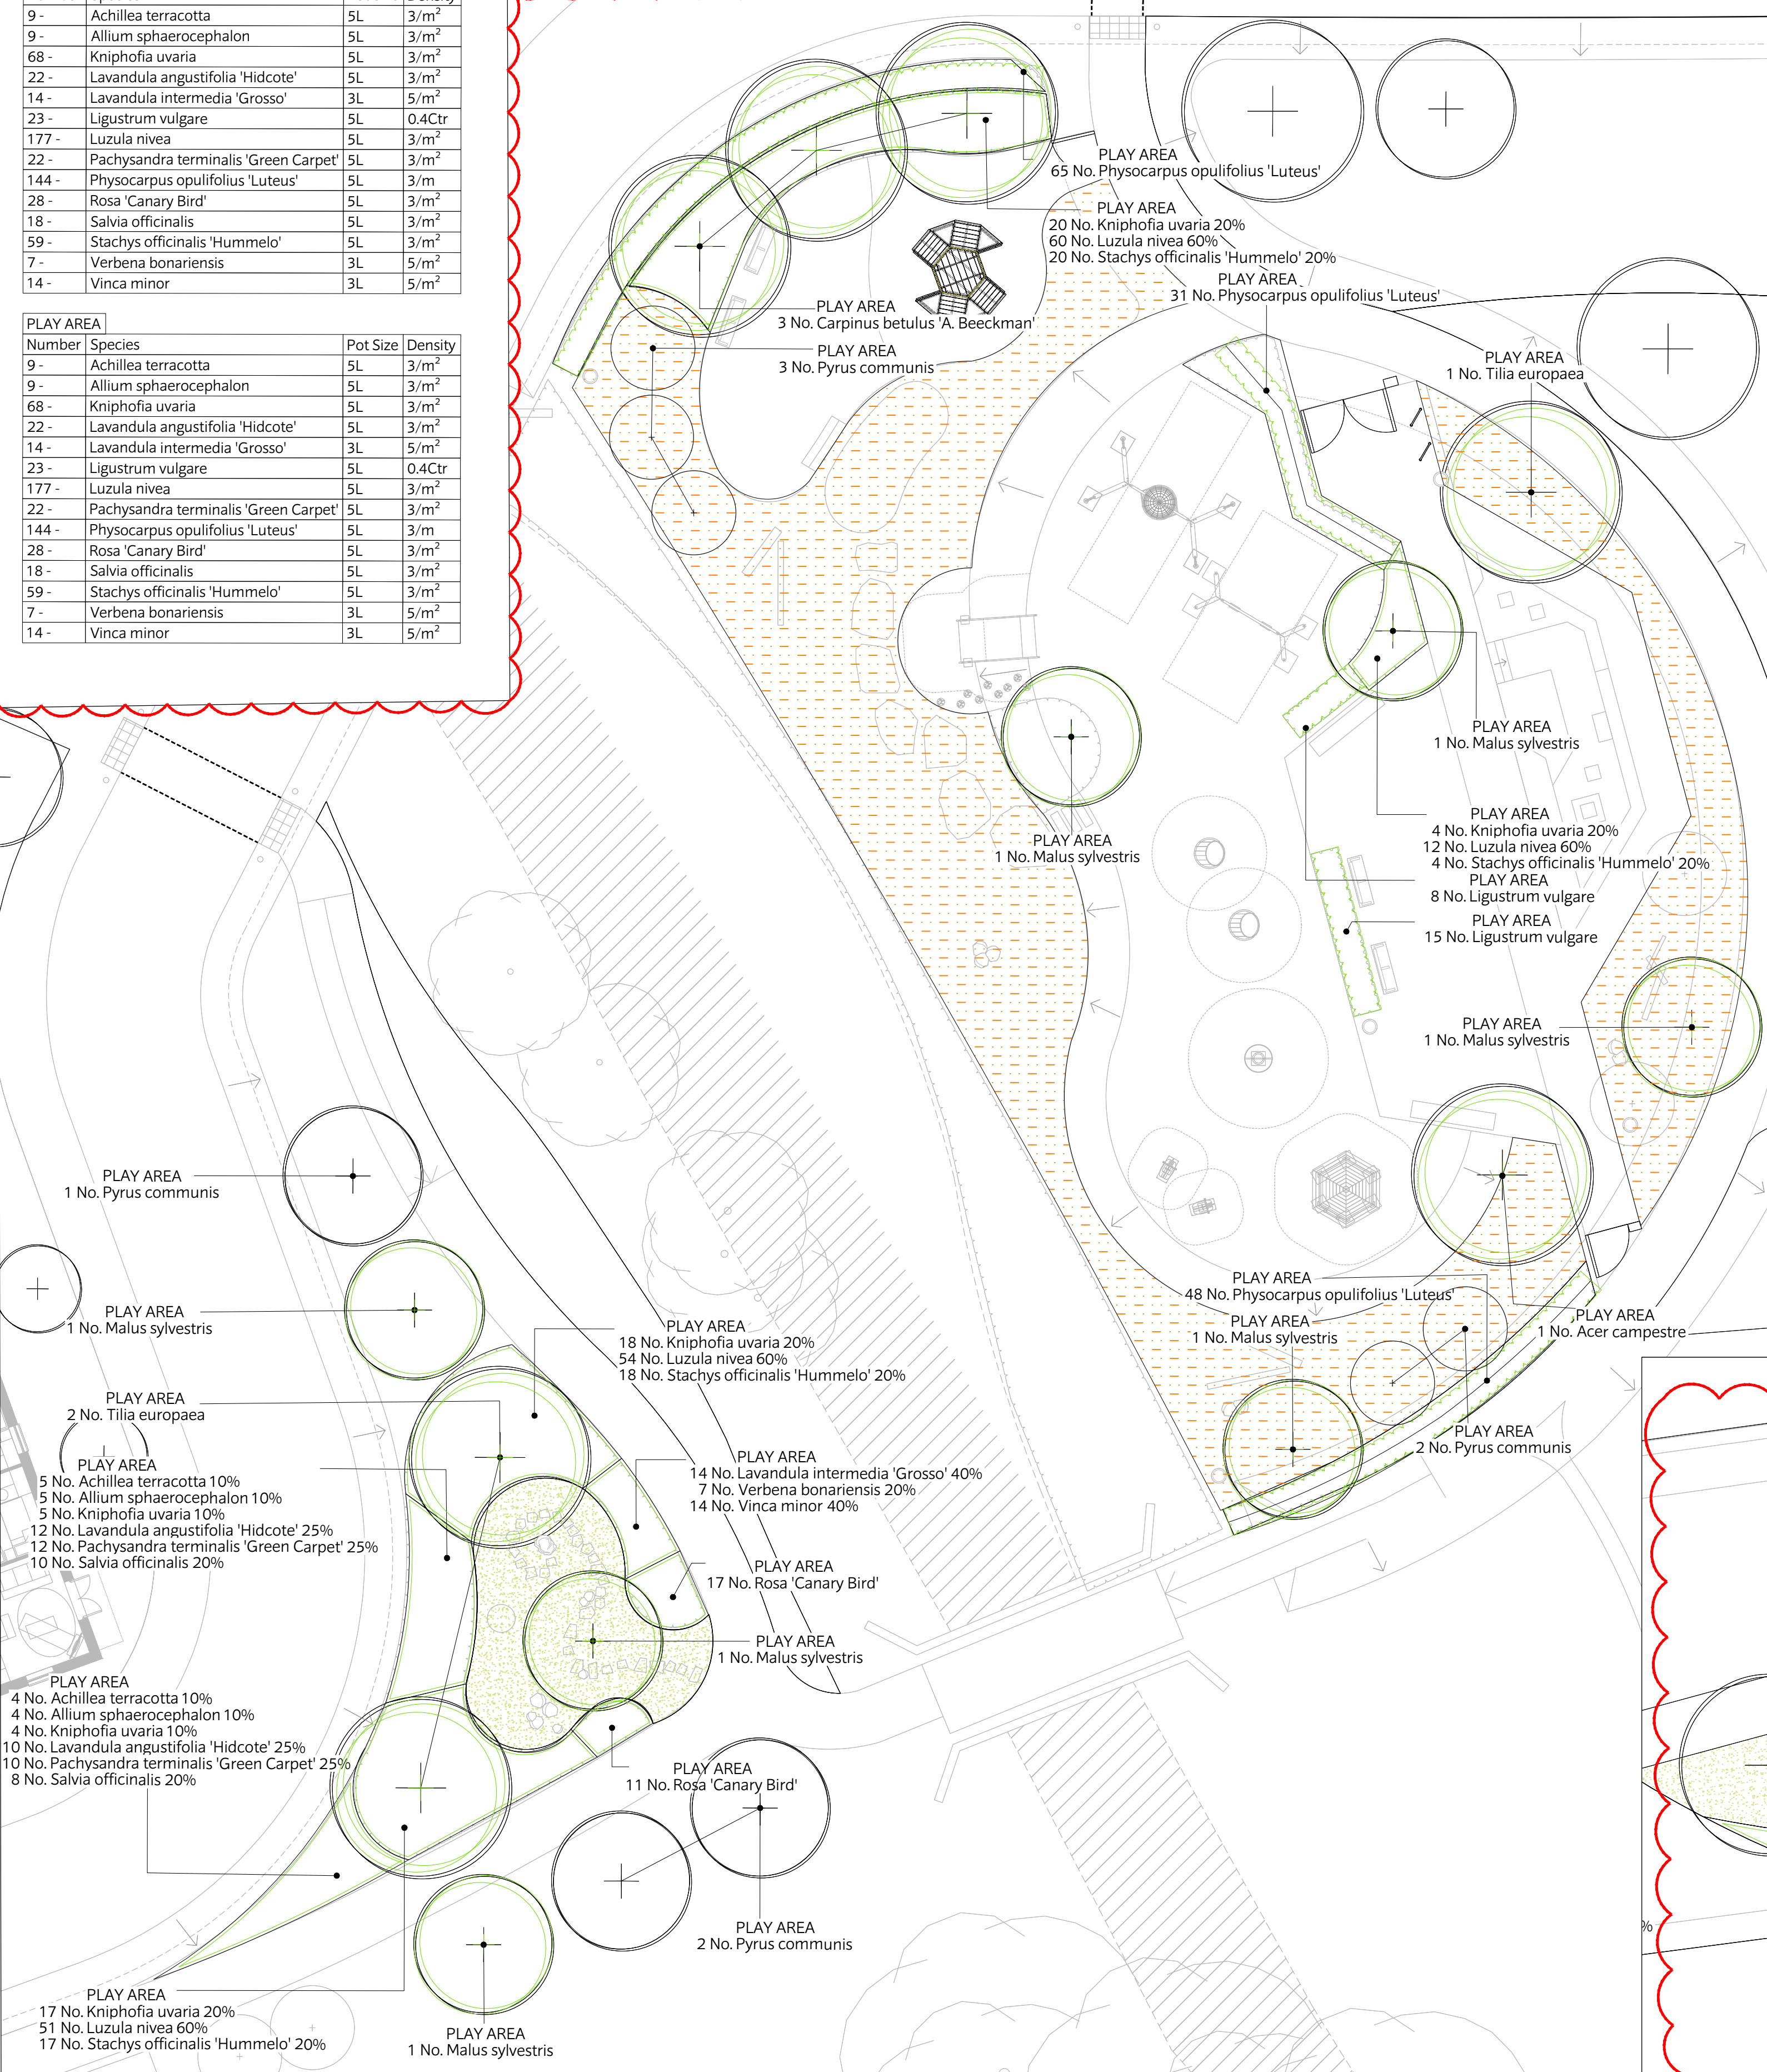 9 - Achillea terracotta 5L 3/m²
9 - Allium sphaerocephalon 5L 3/m²
68 - Kniphofia uvaria 5L 3/m²
22 - Lavandula angustifolia 'Hidcote' 5L 3/m²
14 - Lavandula intermedia 'Grosso' 3L 5/m²
23 - Ligustrum vulgare 5L 0.4Ctr
177 - Luzula nivea 5L 3/m²
22 - Pachysandra terminalis 'Green Carpet' 5L 3/m²
144 - Physocarpus opulifolius 'Luteus' 5L 3/m
28 - Rosa 'Canary Bird' 5L 3/m²
18 - Salvia officinalis 5L 3/m²
59 - Stachys officinalis 'Hummelo' 5L 3/m²
7 - Verbena bonariensis 3L 5/m²
14 - Vinca minor 3L 5/m²
PLAY AREA
Number Species Pot Size Density
9 - Achillea terracotta 5L 3/m²
9 - Allium sphaerocephalon 5L 3/m²
68 - Kniphofia uvaria 5L 3/m²
22 - Lavandula angustifolia 'Hidcote' 5L 3/m²
14 - Lavandula intermedia 'Grosso' 3L 5/m²
23 - Ligustrum vulgare 5L 0.4Ctr
177 - Luzula nivea 5L 3/m²
22 - Pachysandra terminalis 'Green Carpet' 5L 3/m²
144 - Physocarpus opulifolius 'Luteus' 5L 3/m
28 - Rosa 'Canary Bird' 5L 3/m²
18 - Salvia officinalis 5L 3/m²
59 - Stachys officinalis 'Hummelo' 5L 3/m²
7 - Verbena bonariensis 3L 5/m²
14 - Vinca minor 3L 5/m²
PLAY AREA
65 No. Physocarpus opulifolius 'Luteus'
PLAY AREA
20 No. Kniphofia uvaria 20%
60 No. Luzula nivea 60%
20 No. Stachys officinalis 'Hummelo' 20%
PLAY AREA
31 No. Physocarpus opulifolius 'Luteus'
PLAY AREA
3 No. Carpinus betulus 'A. Beeckman'
PLAY AREA
3 No. Pyrus communis
PLAY AREA
1 No. Tilia europaea
PLAY AREA
1 No. Malus sylvestris
PLAY AREA
4 No. Kniphofia uvaria 20%
12 No. Luzula nivea 60%
4 No. Stachys officinalis 'Hummelo' 20%
PLAY AREA
8 No. Ligustrum vulgare
PLAY AREA
15 No. Ligustrum vulgare
PLAY AREA
1 No. Malus sylvestris
PLAY AREA
1 No. Malus sylvestris
PLAY AREA
1 No. Pyrus communis
PLAY AREA
1 No. Malus sylvestris
PLAY AREA
48 No. Physocarpus opulifolius 'Luteus'
PLAY AREA
1 No. Malus sylvestris
PLAY AREA
1 No. Acer campestre
PLAY AREA
2 No. Pyrus communis
PLAY AREA
18 No. Kniphofia uvaria 20%
54 No. Luzula nivea 60%
18 No. Stachys officinalis 'Hummelo' 20%
PLAY AREA
2 No. Tilia europaea
PLAY AREA
5 No. Achillea terracotta 10%
5 No. Allium sphaerocephalon 10%
5 No. Kniphofia uvaria 10%
12 No. Lavandula angustifolia 'Hidcote' 25%
12 No. Pachysandra terminalis 'Green Carpet' 25%
10 No. Salvia officinalis 20%
PLAY AREA
14 No. Lavandula intermedia 'Grosso' 40%
7 No. Verbena bonariensis 20%
14 No. Vinca minor 40%
PLAY AREA
17 No. Rosa 'Canary Bird'
PLAY AREA
1 No. Malus sylvestris
PLAY AREA
4 No. Achillea terracotta 10%
4 No. Allium sphaerocephalon 10%
4 No. Kniphofia uvaria 10%
10 No. Lavandula angustifolia 'Hidcote' 25%
10 No. Pachysandra terminalis 'Green Carpet' 25%
8 No. Salvia officinalis 20%
PLAY AREA
11 No. Rosa 'Canary Bird'
PLAY AREA
2 No. Pyrus communis
%
PLAY AREA
17 No. Kniphofia uvaria 20%
51 No. Luzula nivea 60%
17 No. Stachys officinalis 'Hummelo' 20%
PLAY AREA
1 No. Malus sylvestris